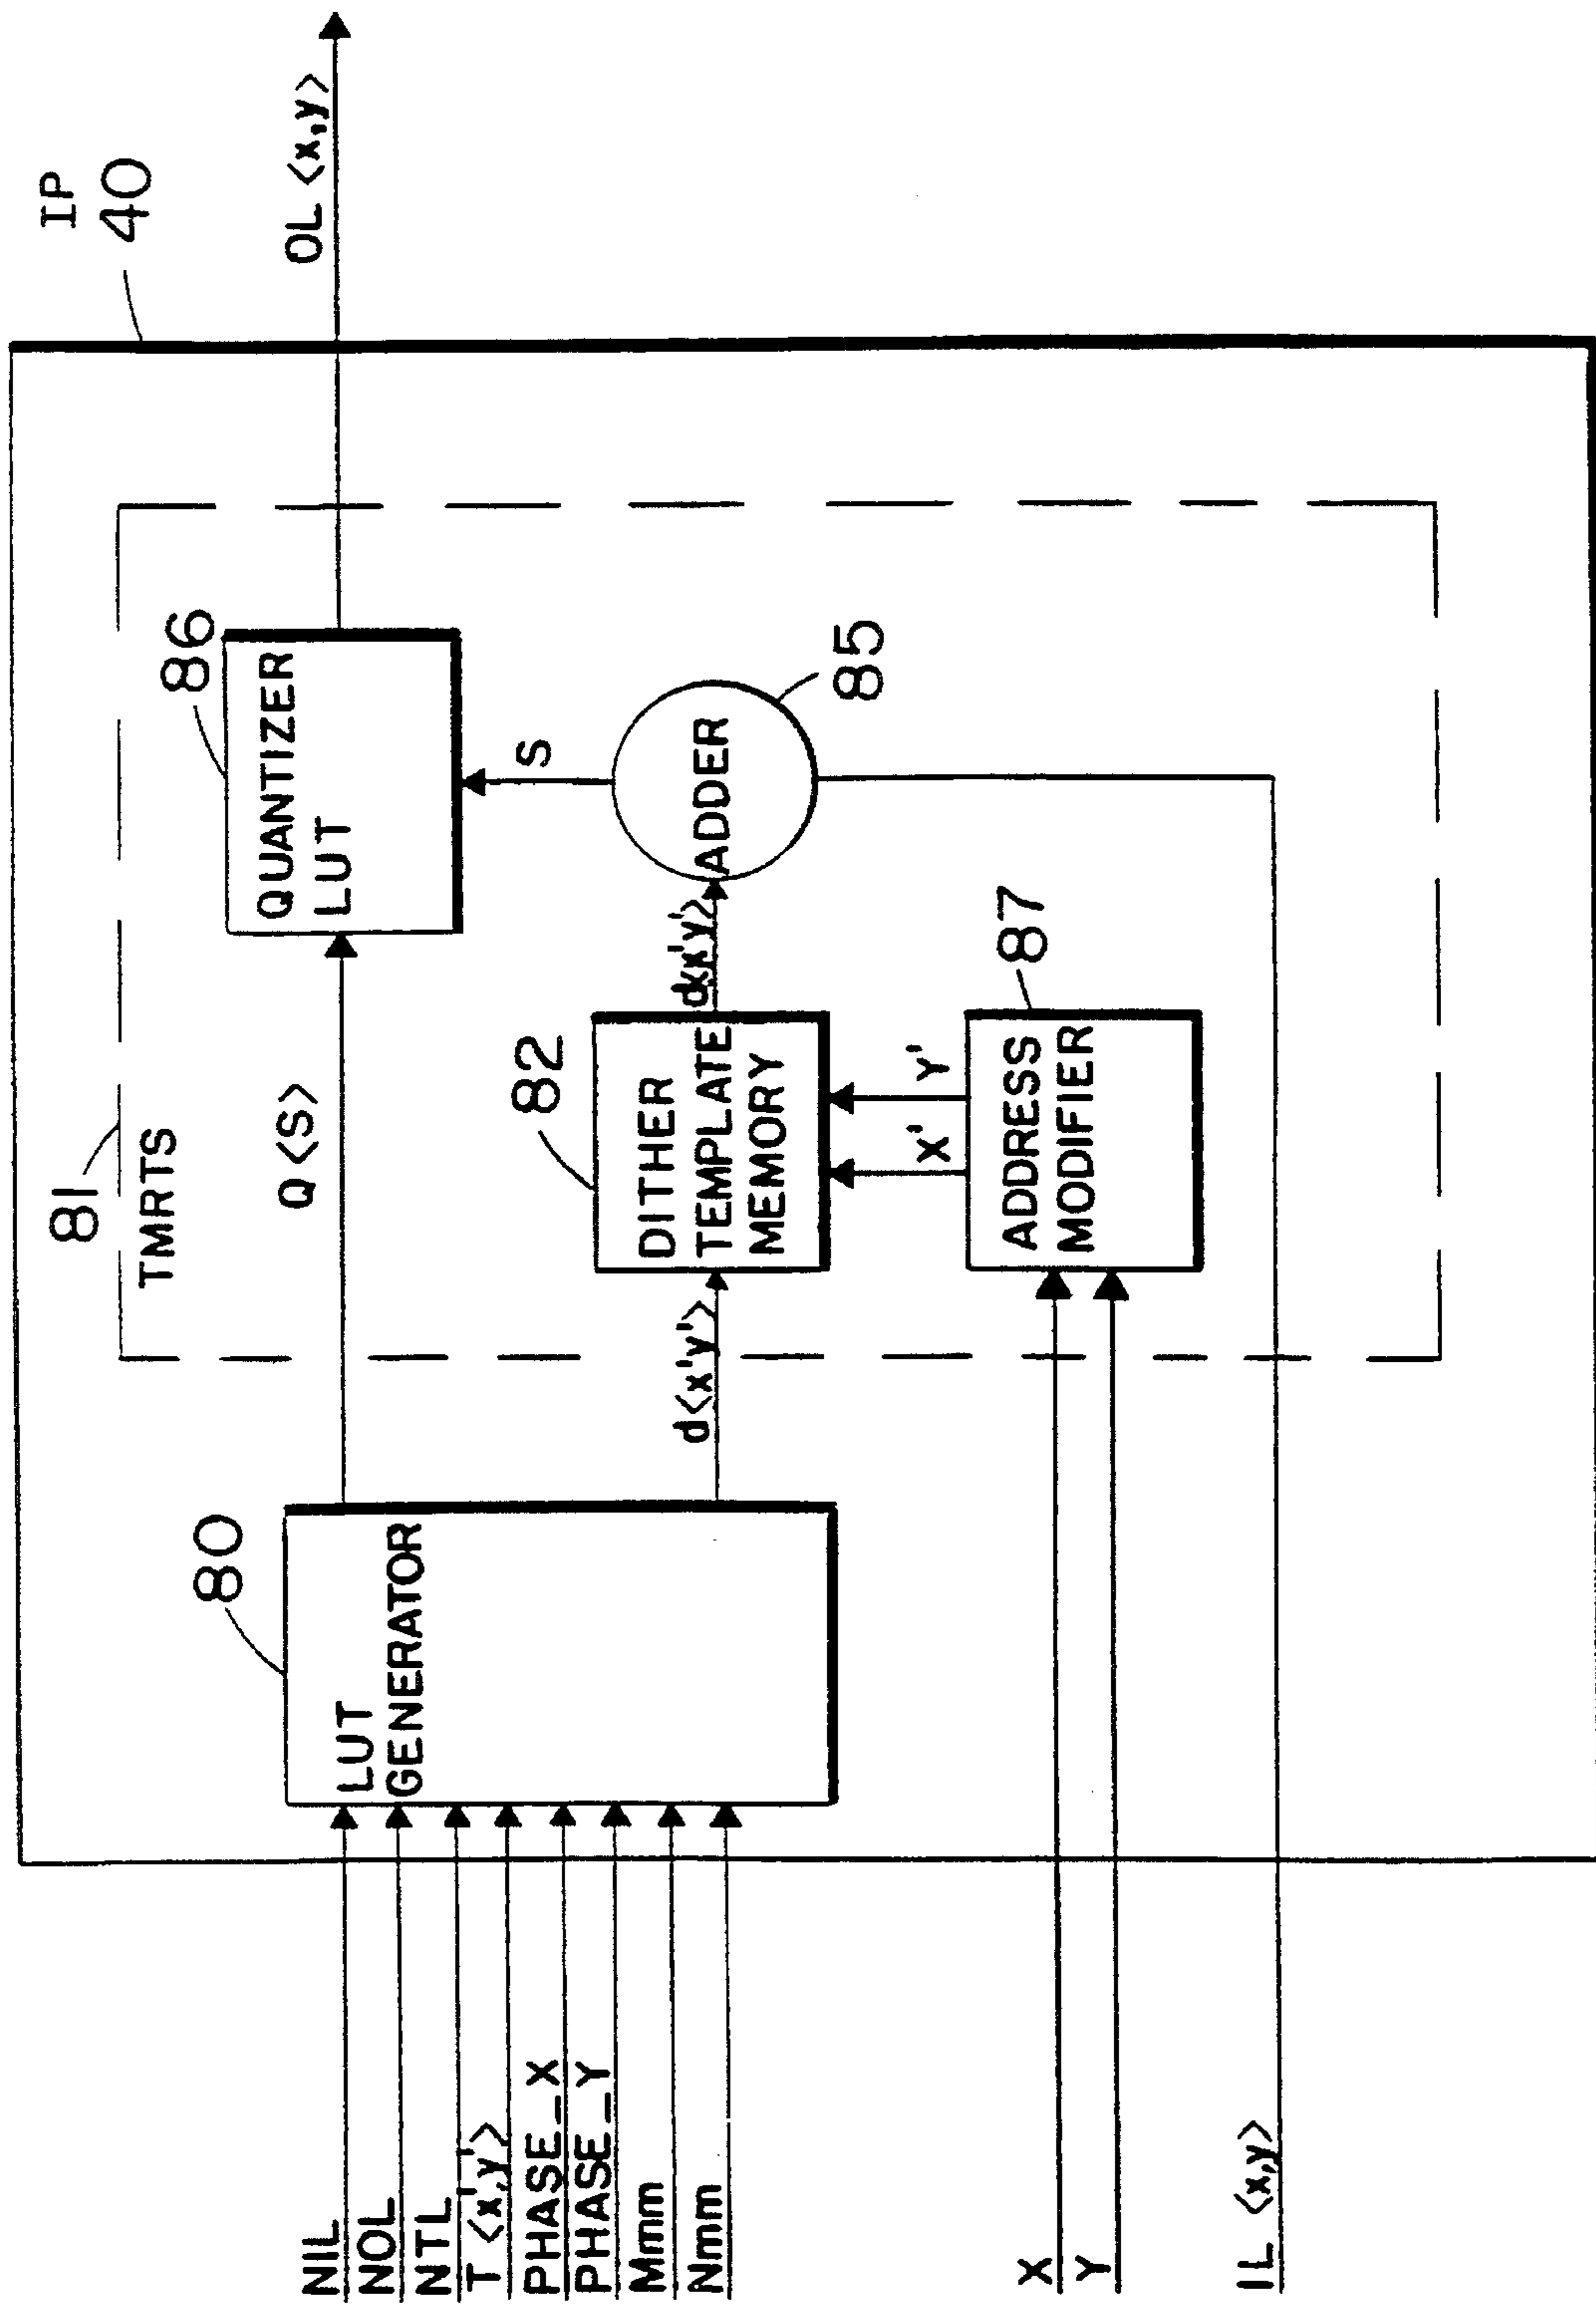 IP
40
81
TMRTS
Q <S>
86
QUANTIZER
LUT
OL <x,y>
80
LUT
GENERATOR
NIL
NOL
NTL
T <x',y'>
PHASE_X
PHASE_Y
Mmm
Nmm
d<x'y'>
82
DITHER
TEMPLATE
MEMORY
d<x'y'>
S
ADDER
85
X'
Y'
87
ADDRESS
MODIFIER
X
Y
IL <x,y>